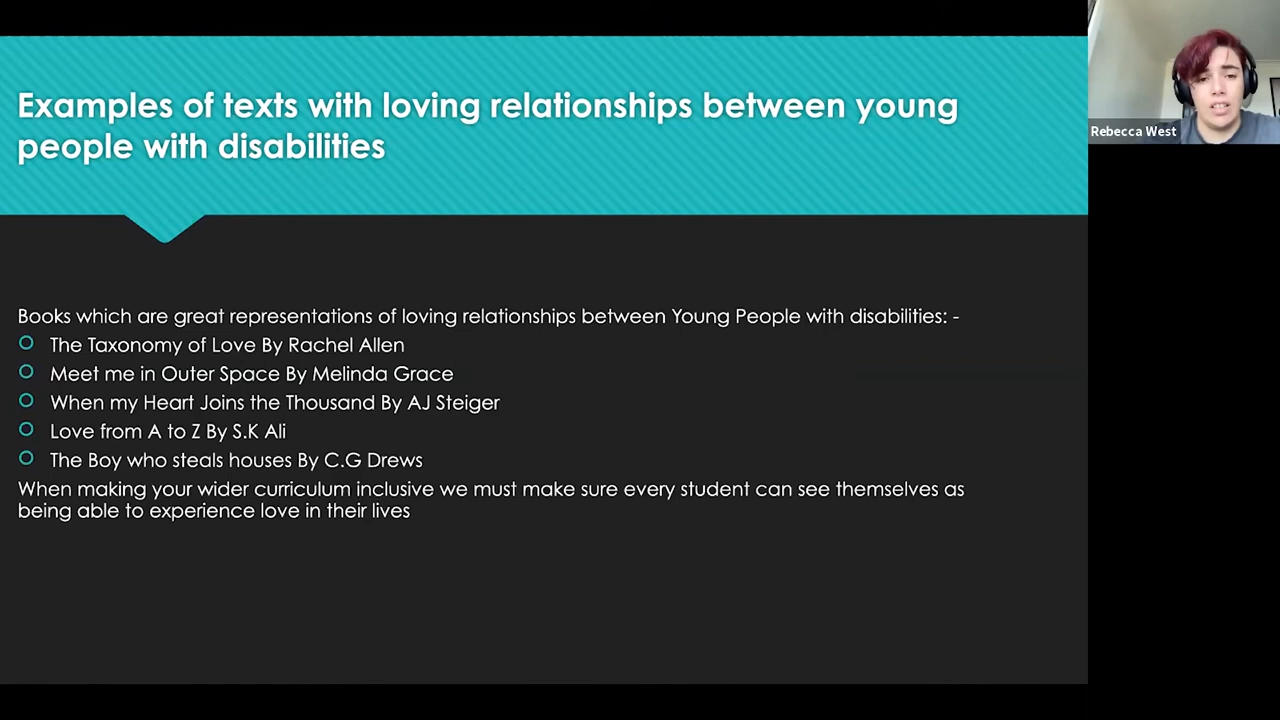 Examples of texts with loving relationships between young
people with disabilities
Rebecca West
Books which are great representations of loving relationships between Young People with disabilities: -
The Taxonomy of Love By Rachel Allen
Meet me in Outer Space By Melinda Grace
When my Heart Joins the Thousand By AJ Steiger
Love from A to Z By S.K Ali
The Boy who steals houses By C.G Drews
When making your wider curriculum inclusive we must make sure every student can see themselves as
being able to experience love in their lives